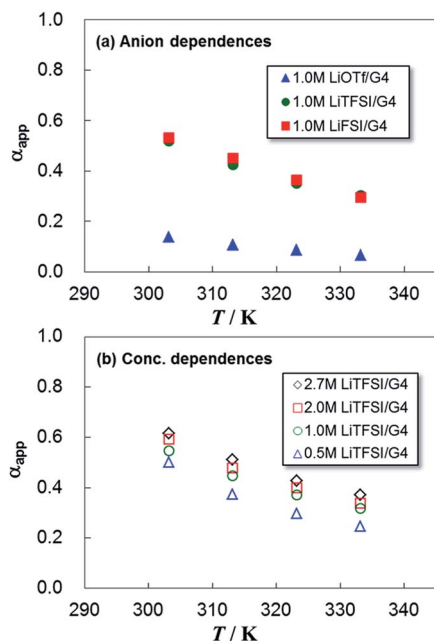 (a) Anion dependences
1.0
0.8
0.6
0.4
0.2
0.0
αapp
1.0M LiOTf/G4
1.0M LiTFSI/G4
1.0M LiFSI/G4
290 300 310 320 330 340
T / K
(b) Conc. dependences
1.0
0.8
0.6
0.4
0.2
0.0
αapp
2.7M LiTFSI/G4
2.0M LiTFSI/G4
1.0M LiTFSI/G4
0.5M LiTFSI/G4
290 300 310 320 330 340
T / K